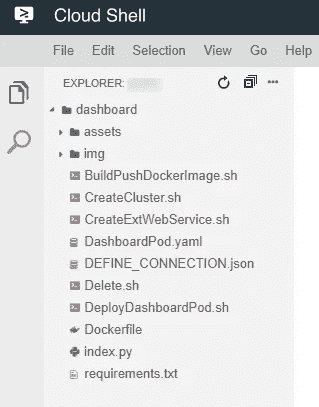 Cloud Shell
File Edit Selection View Go Help
EXPLORER:
dashboard
assets
img
BuildPushDockerImage.sh
CreateCluster.sh
CreateExtWebService.sh
DashboardPod.yaml
DEFINE_CONNECTION.json
Delete.sh
DeployDashboardPod.sh
Dockerfile
index.py
requirements.txt